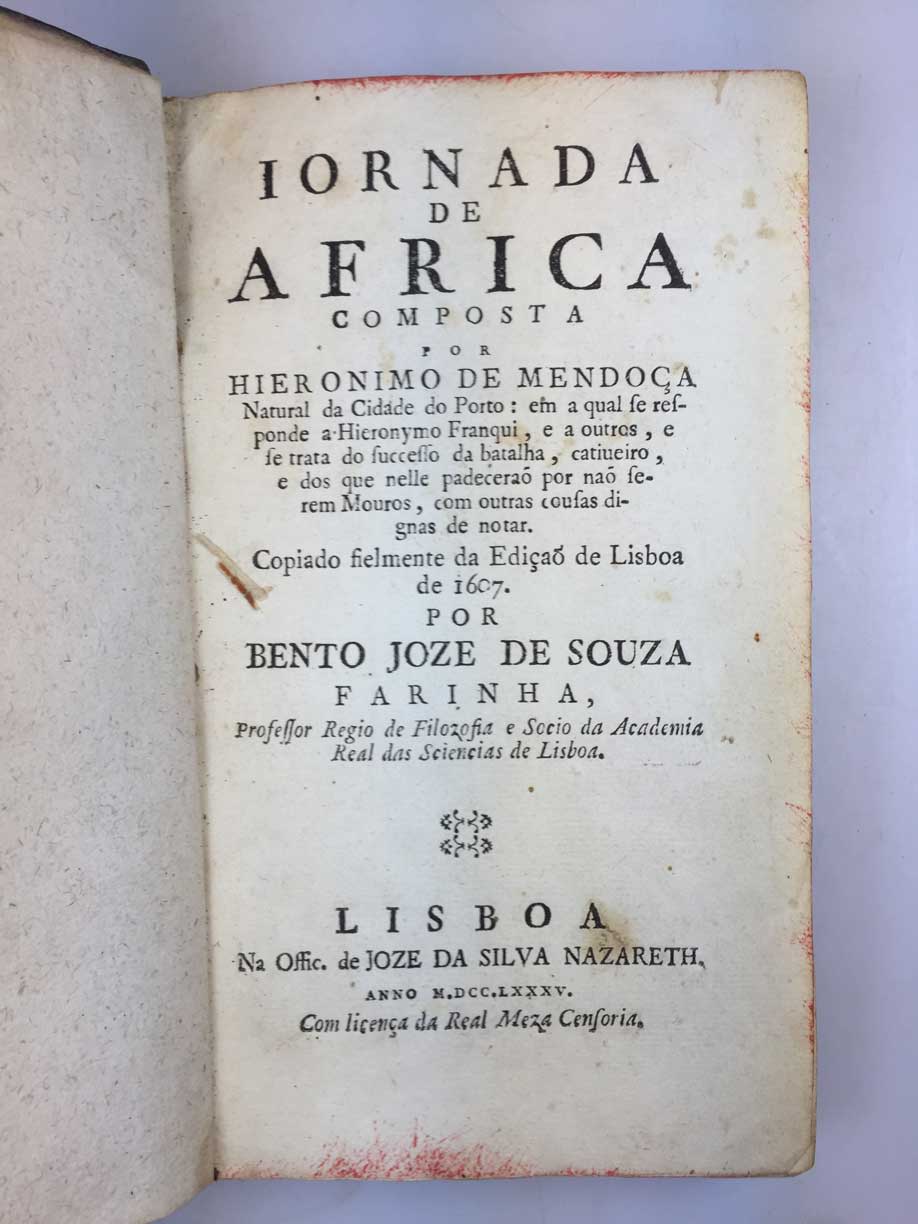 IORNADA
DE
AFRICA
COMPOSTA
POR
HIERONIMO DE MENDOÇA
Natural da Cidade do Porto : em a qual ſe reſ-
ponde a Hieronymo Franqui , e a outros , e
ſe trata do ſucceſſo da batalha , catiueiro ,
e dos que nelle padeceraõ por naõ ſe-
rem Mouros , com outras couſas di-
gnas de notar.
Copiado fielmente da Ediçaõ de Lisboa
de 1607.
POR
BENTO JOZE DE SOUZA
FARINHA,
Profeſſor Regio de Filozofia e Socio da Academia
Real das Sciencias de Lisboa.
LISBOA
Na Offic. de JOZE DA SILVA NAZARETH.
ANNO M.DCC.LXXXV.
Com licença da Real Meza Cenſoria.